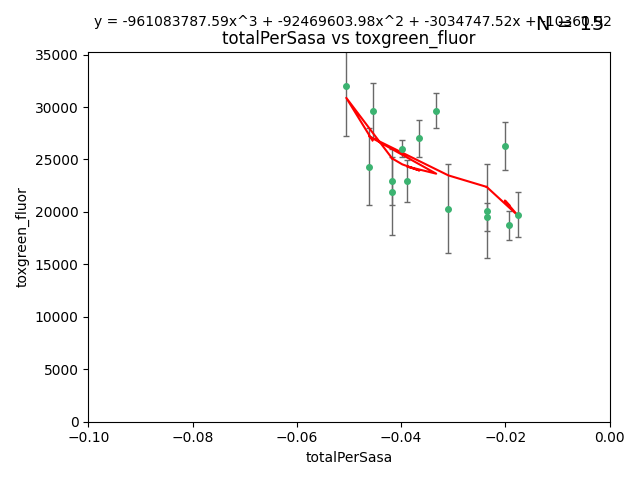 y = -961083787.59x^3 + -92469603.98x^2 + -3034747.52x +
N = 15
totalPerSasa vs toxgreen_fluor
35000
30000
25000
20000
15000
10000
5000
0
toxgreen_fluor
−0.10 −0.08 −0.06 −0.04 −0.02 0.00
totalPerSasa